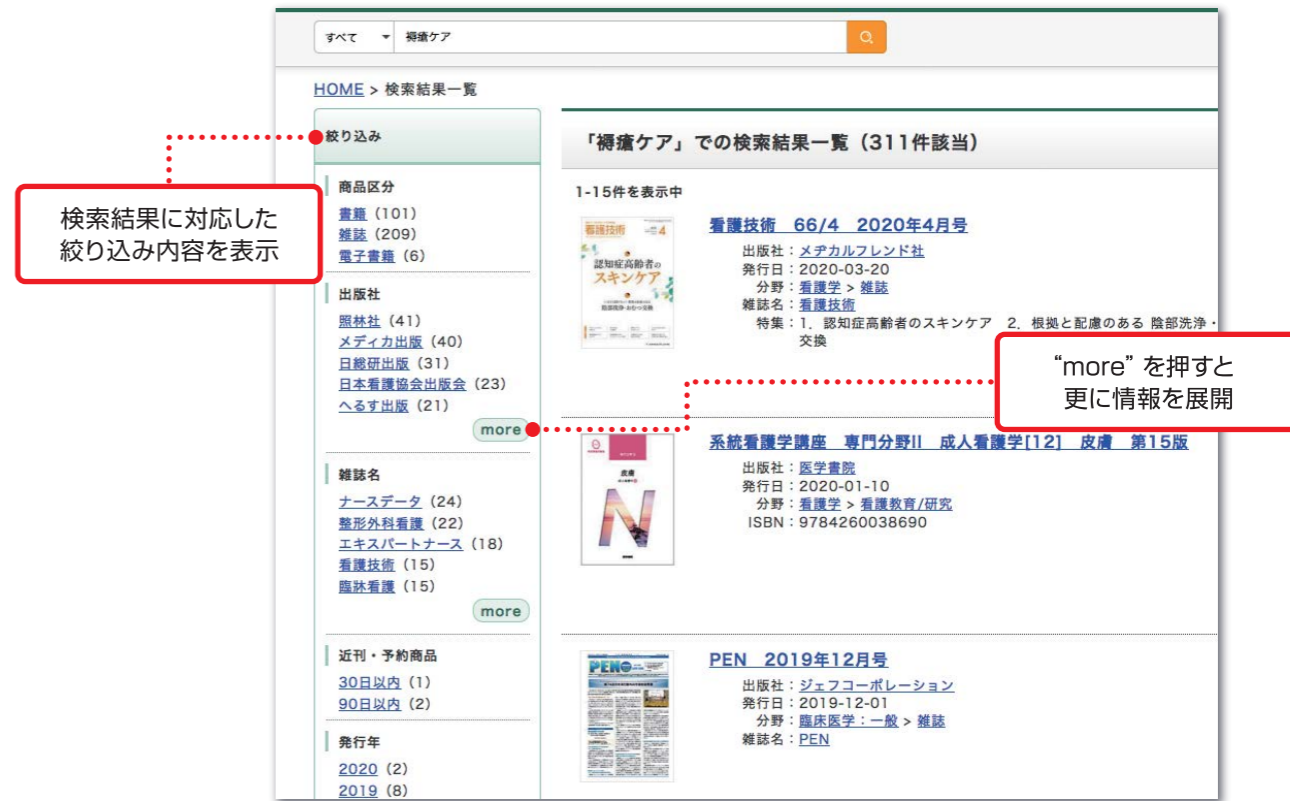 すべて 褥瘡ケア
HOME > 検索結果一覧
絞り込み
検索結果に対応した
絞り込み内容を表示
商品区分
書籍 (101)
雑誌 (209)
電子書籍 (6)
出版社
照林社 (41)
メディカ出版 (40)
日総研出版 (31)
日本看護協会出版会 (23)
へるす出版 (21)
more
雑誌名
ナースデータ (24)
整形外科看護 (22)
エキスパートナース (18)
看護技術 (15)
臨牀看護 (15)
more
近刊・予約商品
30日以内 (1)
90日以内 (2)
発行年
2020 (2)
2019 (8)
「褥瘡ケア」での検索結果一覧（311件該当）
1-15件を表示中
看護技術 4
認知症高齢者の
スキンケア
陰部洗浄・おむつ交換
看護技術 66/4 2020年4月号
出版社：メヂカルフレンド社
発行日：2020-03-20
分野：看護学 > 雑誌
雑誌名：看護技術
特集：1．認知症高齢者のスキンケア 2．根拠と配慮のある 陰部洗浄・
交換
“more” を押すと
更に情報を展開
皮膚
N
系統看護学講座 専門分野II 成人看護学[12] 皮膚 第15版
出版社：医学書院
発行日：2020-01-10
分野：看護学 > 看護教育/研究
ISBN：9784260038690
PEN
PEN 2019年12月号
出版社：ジェフコーポレーション
発行日：2019-12-01
分野：臨床医学：一般 > 雑誌
雑誌名：PEN